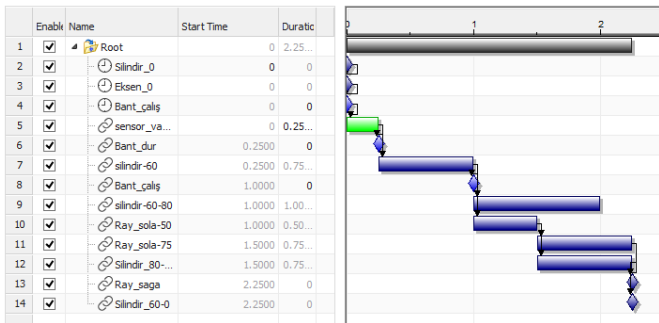 Enable Name Start Time Duratic 0 1 2
1 Root 0 2.25...
2 Silindir_0 0 0
3 Eksen_0 0 0
4 Bant_çalış 0 0
5 sensor_va... 0 0.25...
6 Bant_dur 0.2500 0
7 silindir-60 0.2500 0.75...
8 Bant_çalış 1.0000 0
9 silindir-60-80 1.0000 1.00...
10 Ray_sola-50 1.0000 0.50...
11 Ray_sola-75 1.5000 0.75...
12 Silindir_80-... 1.5000 0.75...
13 Ray_saga 2.2500 0
14 Silindir_60-0 2.2500 0